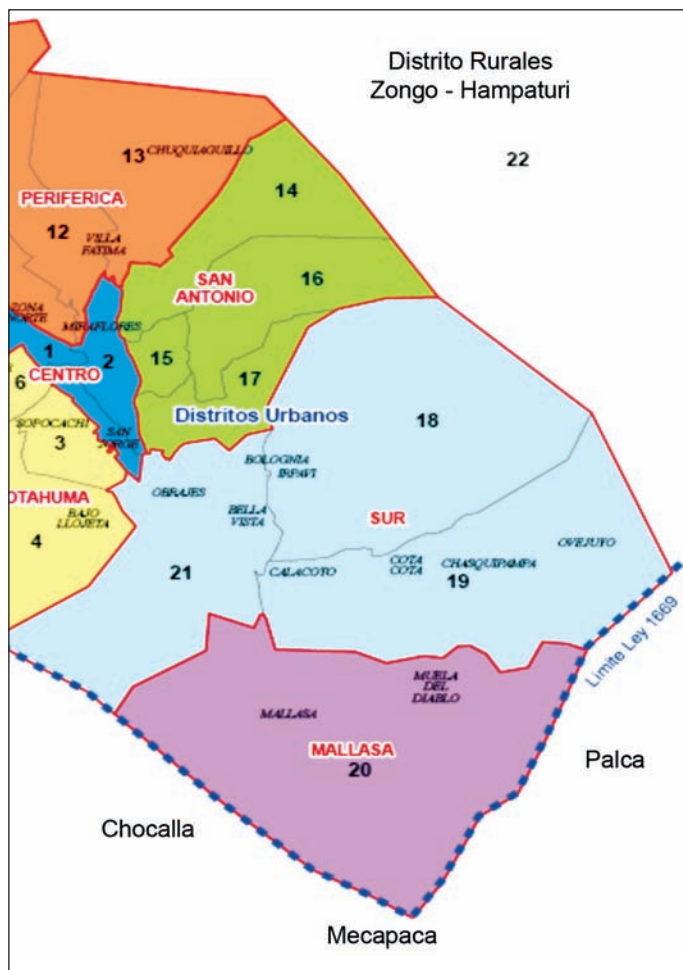 Distrito Rurales
Zongo - Hampaturi
22
13
CHUQUIAGUILLO
14
PERIFERICA
12
VILLA
FATIMA
SAN
ANTONIO
16
ZONA
NORTE
MIRAFLORES
1
2
15
CENTRO
6
17
SOPOCACHI
3
SAN
JORGE
Distritos Urbanos
18
BOLOGNIA
IRPAVI
OTAHUMA
OBRAJES
BELLA
VISTA
BAJO
LLOJETA
4
SUR
OVEJUYO
21
CALACOTO
COTA
COTA
CHASQUIPAMPA
19
Limite Ley 1669
MUELA
DEL
DIABLO
MALLASA
MALLASA
20
Palca
Chocalla
Mecapaca